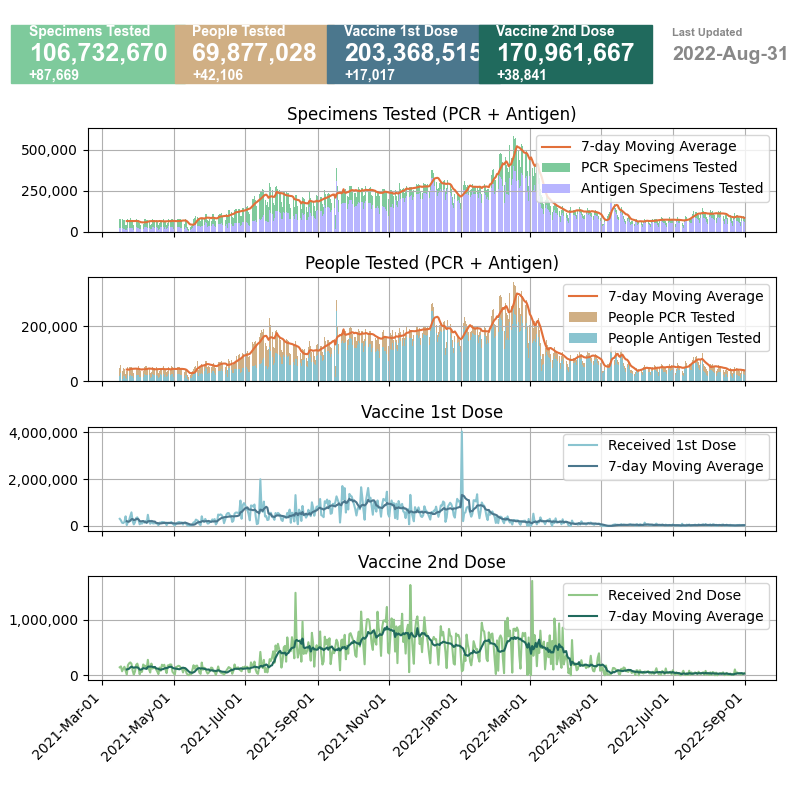 Specimens Tested
106,732,670
+87,669
People Tested
69,877,028
+42,106
Vaccine 1st Dose
203,368,515
+17,017
Vaccine 2nd Dose
170,961,667
+38,841
Last Updated
2022-Aug-31
Specimens Tested (PCR + Antigen)
500,000
250,000
0
7-day Moving Average
PCR Specimens Tested
Antigen Specimens Tested
People Tested (PCR + Antigen)
200,000
0
7-day Moving Average
People PCR Tested
People Antigen Tested
Vaccine 1st Dose
4,000,000
2,000,000
0
Received 1st Dose
7-day Moving Average
Vaccine 2nd Dose
1,000,000
0
Received 2nd Dose
7-day Moving Average
2021-Mar-01
2021-May-01
2021-Jul-01
2021-Sep-01
2021-Nov-01
2022-Jan-01
2022-Mar-01
2022-May-01
2022-Jul-01
2022-Sep-01